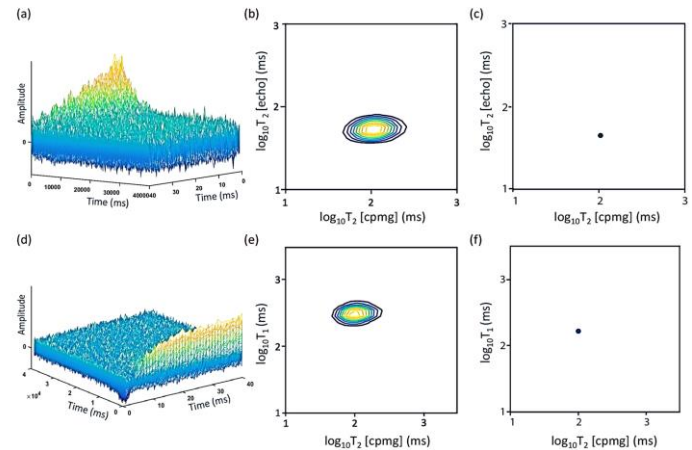 (a)
Amplitude
0
0
10000
20000
30000
40000
40
30
20
10
0
Time (ms)
Time (ms)
(b)
log₁₀T₂ [echo] (ms)
3
2
1
1
2
3
log₁₀T₂ [cpmg] (ms)
(c)
log₁₀T₂ [echo] (ms)
3
2
1
1
2
3
log₁₀T₂ [cpmg] (ms)
(d)
Amplitude
0
4
3
2
1
0
×10⁴
Time (ms)
0
10
20
30
40
Time (ms)
(e)
log₁₀T₁ (ms)
3
2
1
1
2
3
log₁₀T₂ [cpmg] (ms)
(f)
log₁₀T₁ (ms)
3
2
1
1
2
3
log₁₀T₂ [cpmg] (ms)